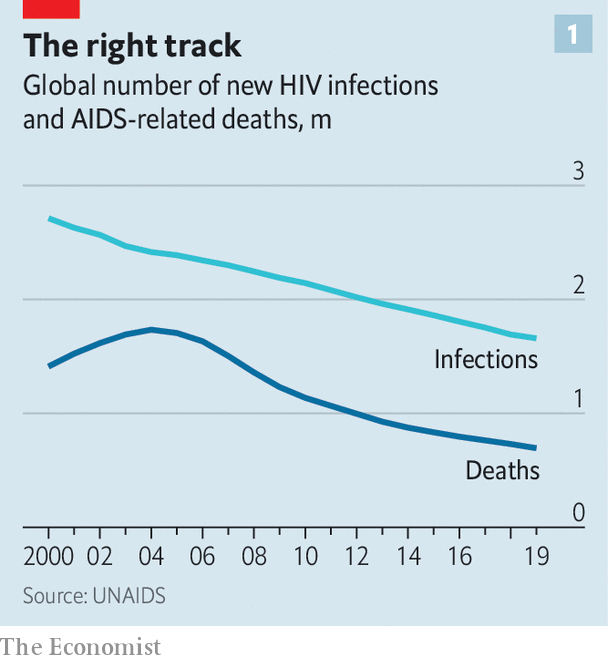 1
The right track
Global number of new HIV infections
and AIDS-related deaths, m
3
2
Infections
1
Deaths
0
2000 02 04 06 08 10 12 14 16 19
Source: UNAIDS
The Economist